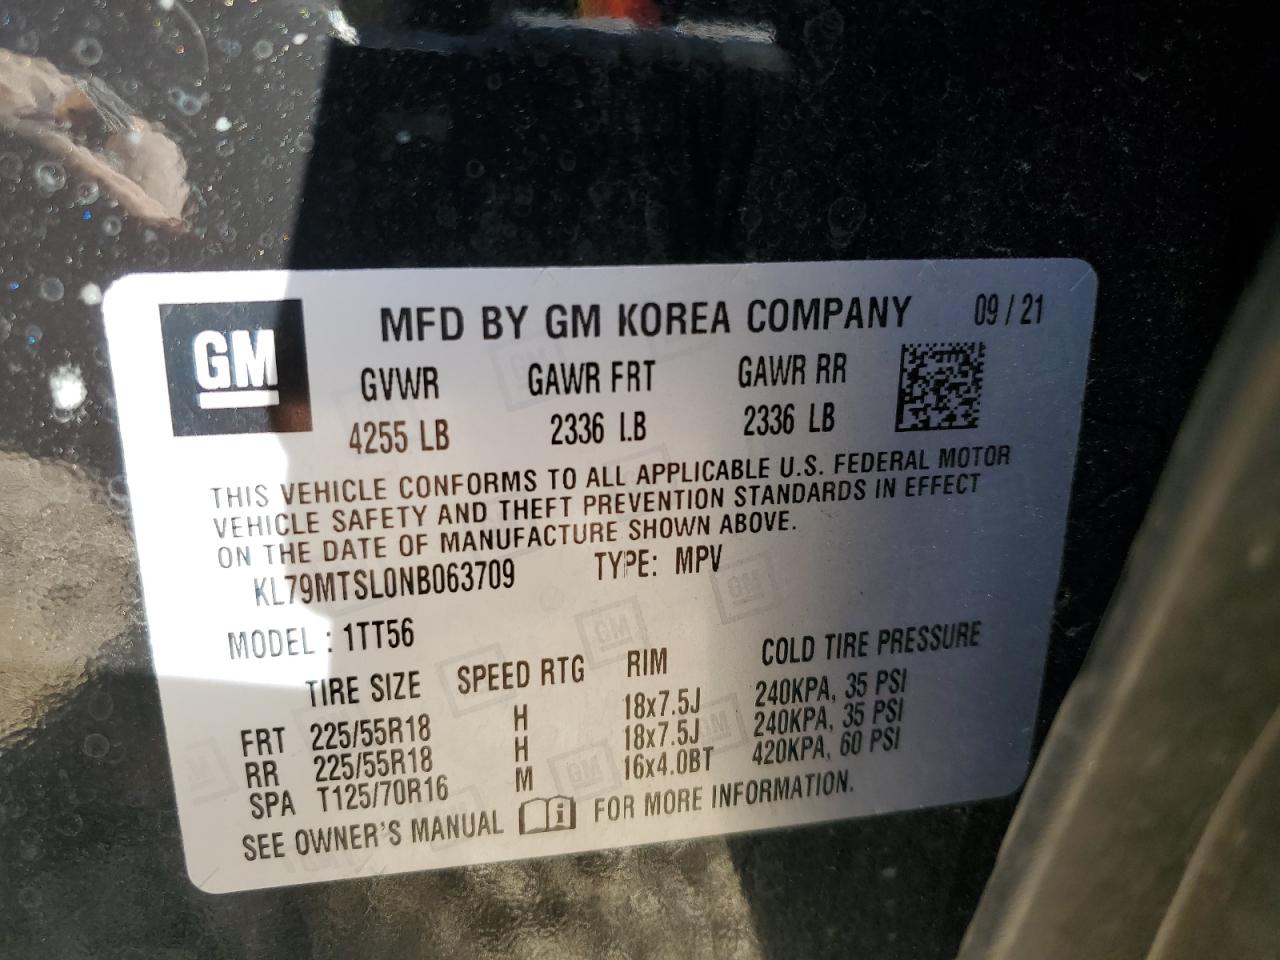 GM
MFD BY GM KOREA COMPANY 09 / 21
GVWR GAWR FRT GAWR RR
4255 LB 2336 LB 2336 LB
THIS VEHICLE CONFORMS TO ALL APPLICABLE U.S. FEDERAL MOTOR
VEHICLE SAFETY AND THEFT PREVENTION STANDARDS IN EFFECT
ON THE DATE OF MANUFACTURE SHOWN ABOVE.
KL79MTSL0NB063709 TYPE: MPV
MODEL : 1TT56
TIRE SIZE SPEED RTG RIM COLD TIRE PRESSURE
FRT 225/55R18 H 18x7.5J 240KPA, 35 PSI
RR 225/55R18 H 18x7.5J 240KPA, 35 PSI
SPA T125/70R16 M 16x4.0BT 420KPA, 60 PSI
SEE OWNER'S MANUAL i FOR MORE INFORMATION.